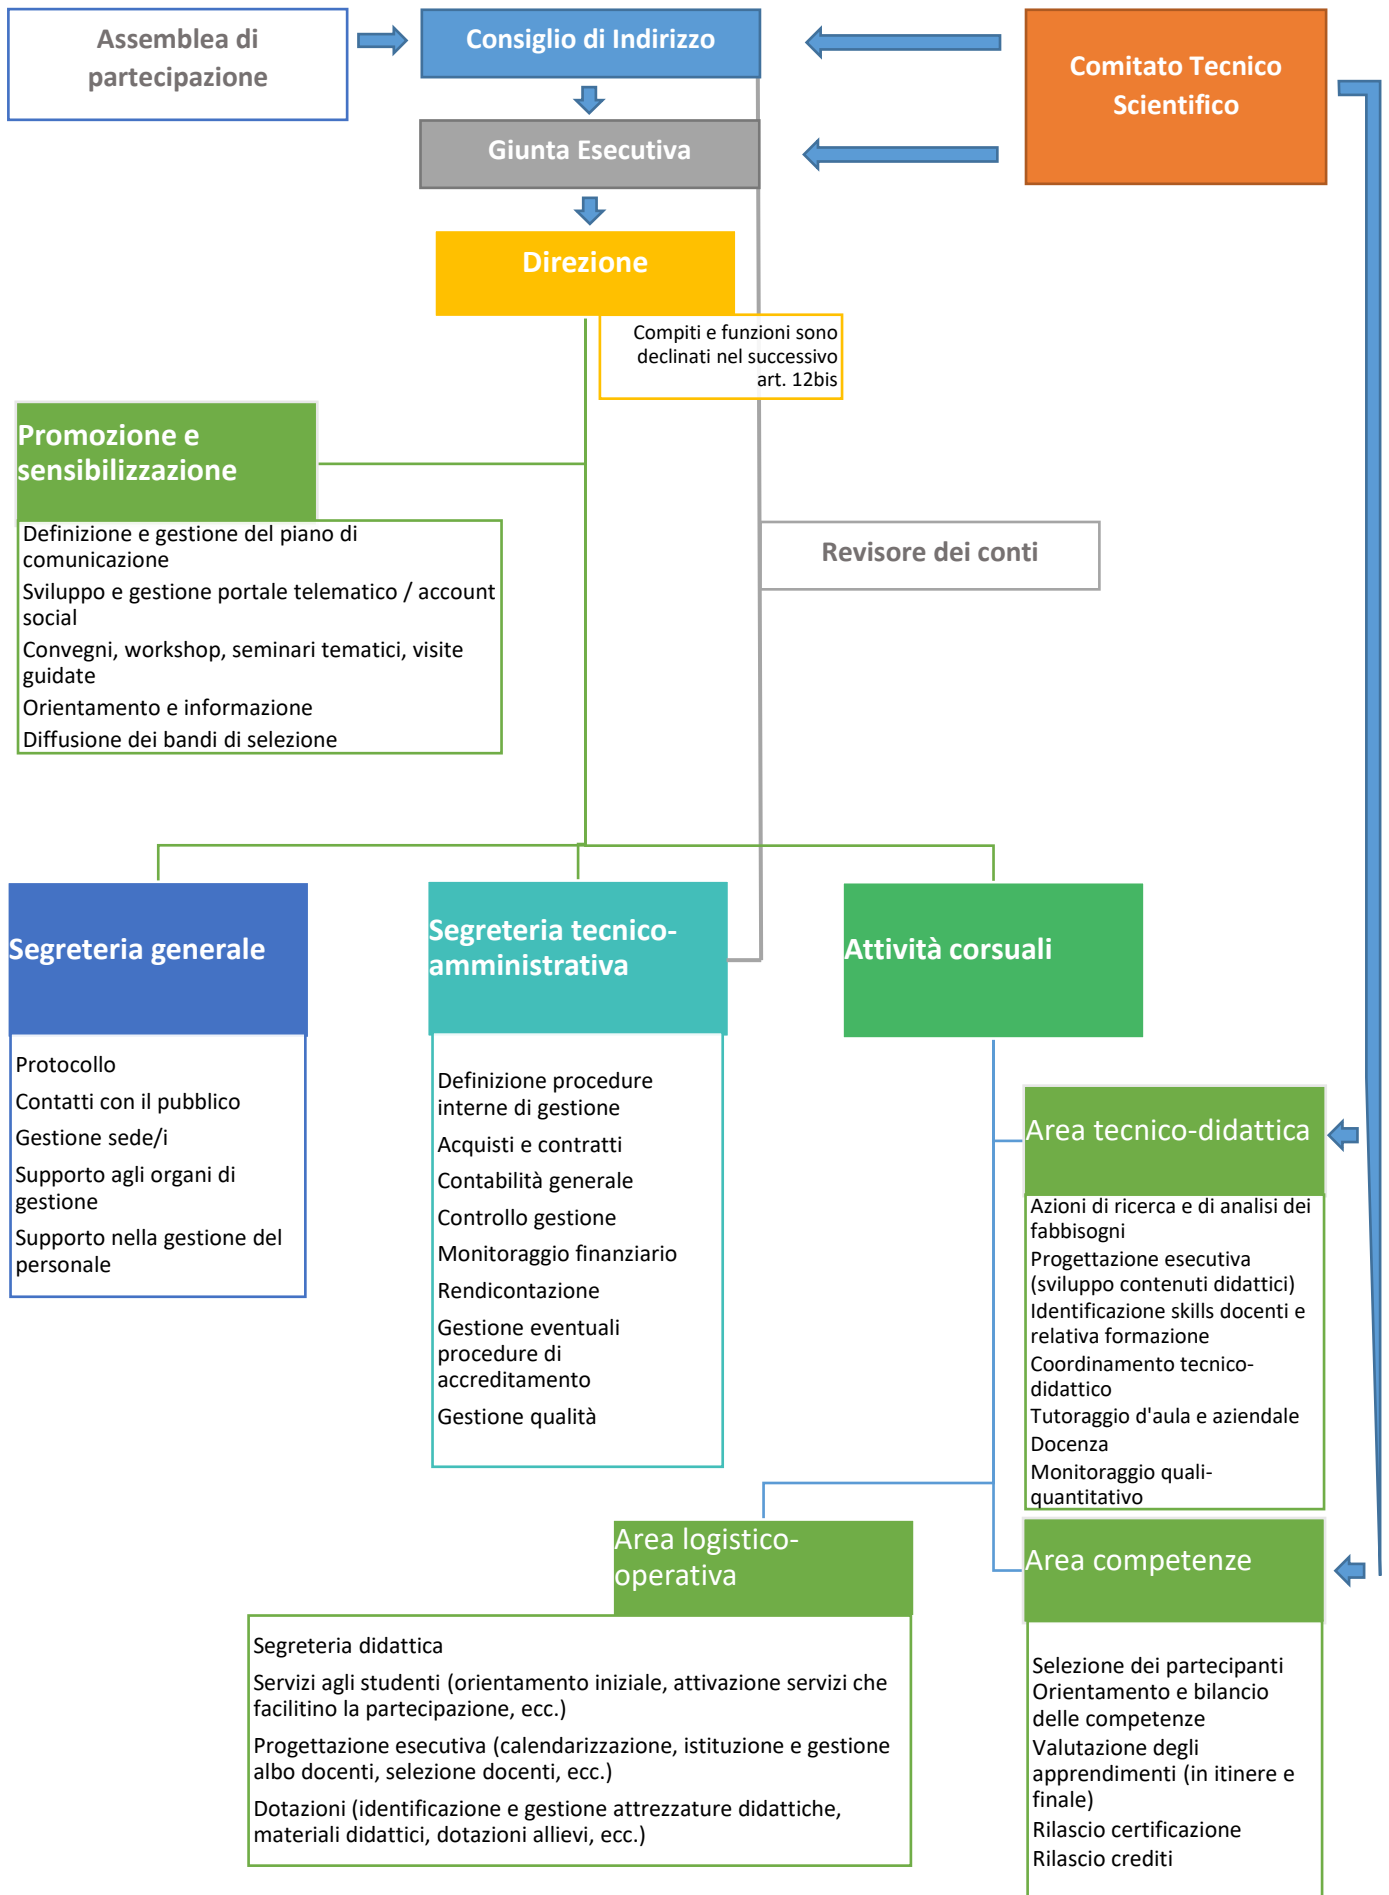 Assemblea di
partecipazione
Consiglio di Indirizzo
Comitato Tecnico
Scientifico
Giunta Esecutiva
Direzione
Compiti e funzioni sono
declinati nel successivo
art. 12bis
Promozione e
sensibilizzazione
Definizione e gestione del piano di
comunicazione
Sviluppo e gestione portale telematico / account
social
Convegni, workshop, seminari tematici, visite
guidate
Orientamento e informazione
Diffusione dei bandi di selezione
Revisore dei conti
Segreteria generale
Protocollo
Contatti con il pubblico
Gestione sede/i
Supporto agli organi di
gestione
Supporto nella gestione del
personale
Segreteria tecnico-
amministrativa
Definizione procedure
interne di gestione
Acquisti e contratti
Contabilità generale
Controllo gestione
Monitoraggio finanziario
Rendicontazione
Gestione eventuali
procedure di
accreditamento
Gestione qualità
Attività corsuali
Area tecnico-didattica
Azioni di ricerca e di analisi dei
fabbisogni
Progettazione esecutiva
(sviluppo contenuti didattici)
Identificazione skills docenti e
relativa formazione
Coordinamento tecnico-
didattico
Tutoraggio d'aula e aziendale
Docenza
Monitoraggio quali-
quantitativo
Area logistico-
operativa
Segreteria didattica
Servizi agli studenti (orientamento iniziale, attivazione servizi che
facilitino la partecipazione, ecc.)
Progettazione esecutiva (calendarizzazione, istituzione e gestione
albo docenti, selezione docenti, ecc.)
Dotazioni (identificazione e gestione attrezzature didattiche,
materiali didattici, dotazioni allievi, ecc.)
Area competenze
Selezione dei partecipanti
Orientamento e bilancio
delle competenze
Valutazione degli
apprendimenti (in itinere e
finale)
Rilascio certificazione
Rilascio crediti